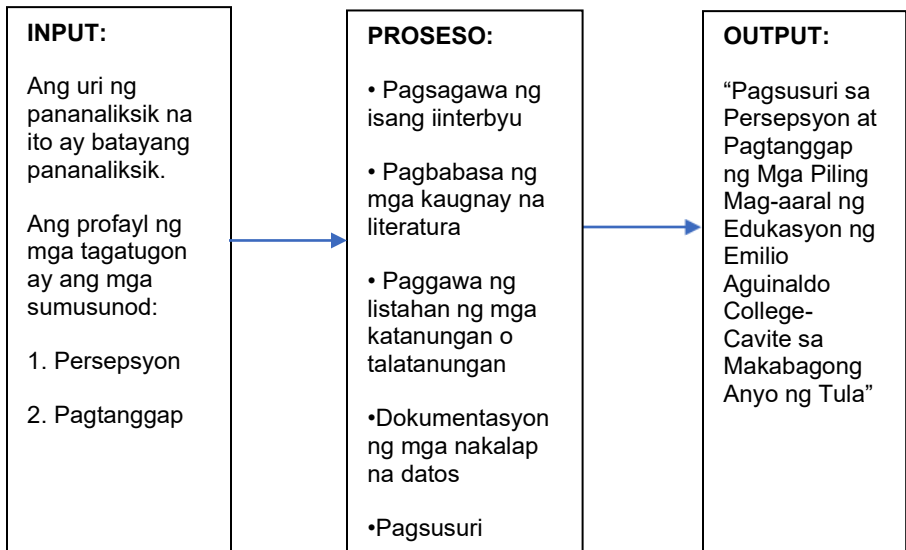 INPUT:
Ang uri ng
pananaliksik na
ito ay batayang
pananaliksik.
Ang profayl ng
mga tagatugon
ay ang mga
sumusunod:
1. Persepsyon
2. Pagtanggap
PROSESO:
• Pagsagawa ng
isang iinterbyu
• Pagbabasa ng
mga kaugnay na
literatura
• Paggawa ng
listahan ng mga
katanungan o
talatanungan
•Dokumentasyon
ng mga nakalap
na datos
•Pagsusuri
OUTPUT:
“Pagsusuri sa
Persepsyon at
Pagtanggap
ng Mga Piling
Mag-aaral ng
Edukasyon ng
Emilio
Aguinaldo
College-
Cavite sa
Makabagong
Anyo ng Tula”